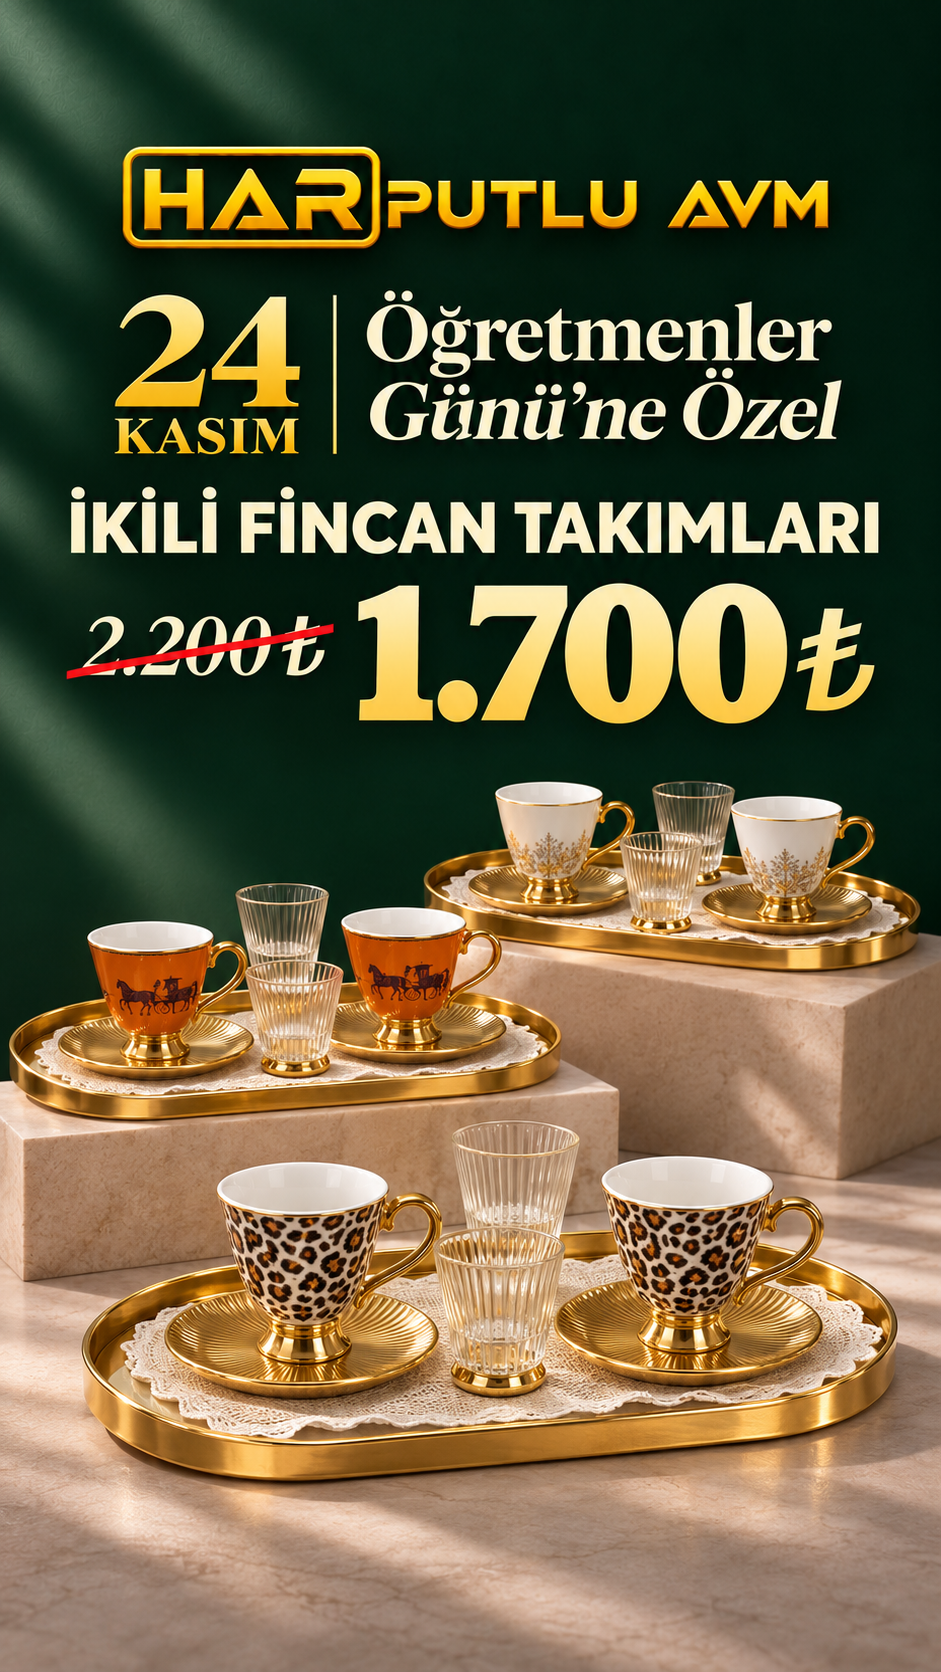 HARPUTLU AVM
24 KASIM
Öğretmenler
Günü'ne Özel
İKİLİ FİNCAN TAKIMLARI
2.200₺ 1.700₺